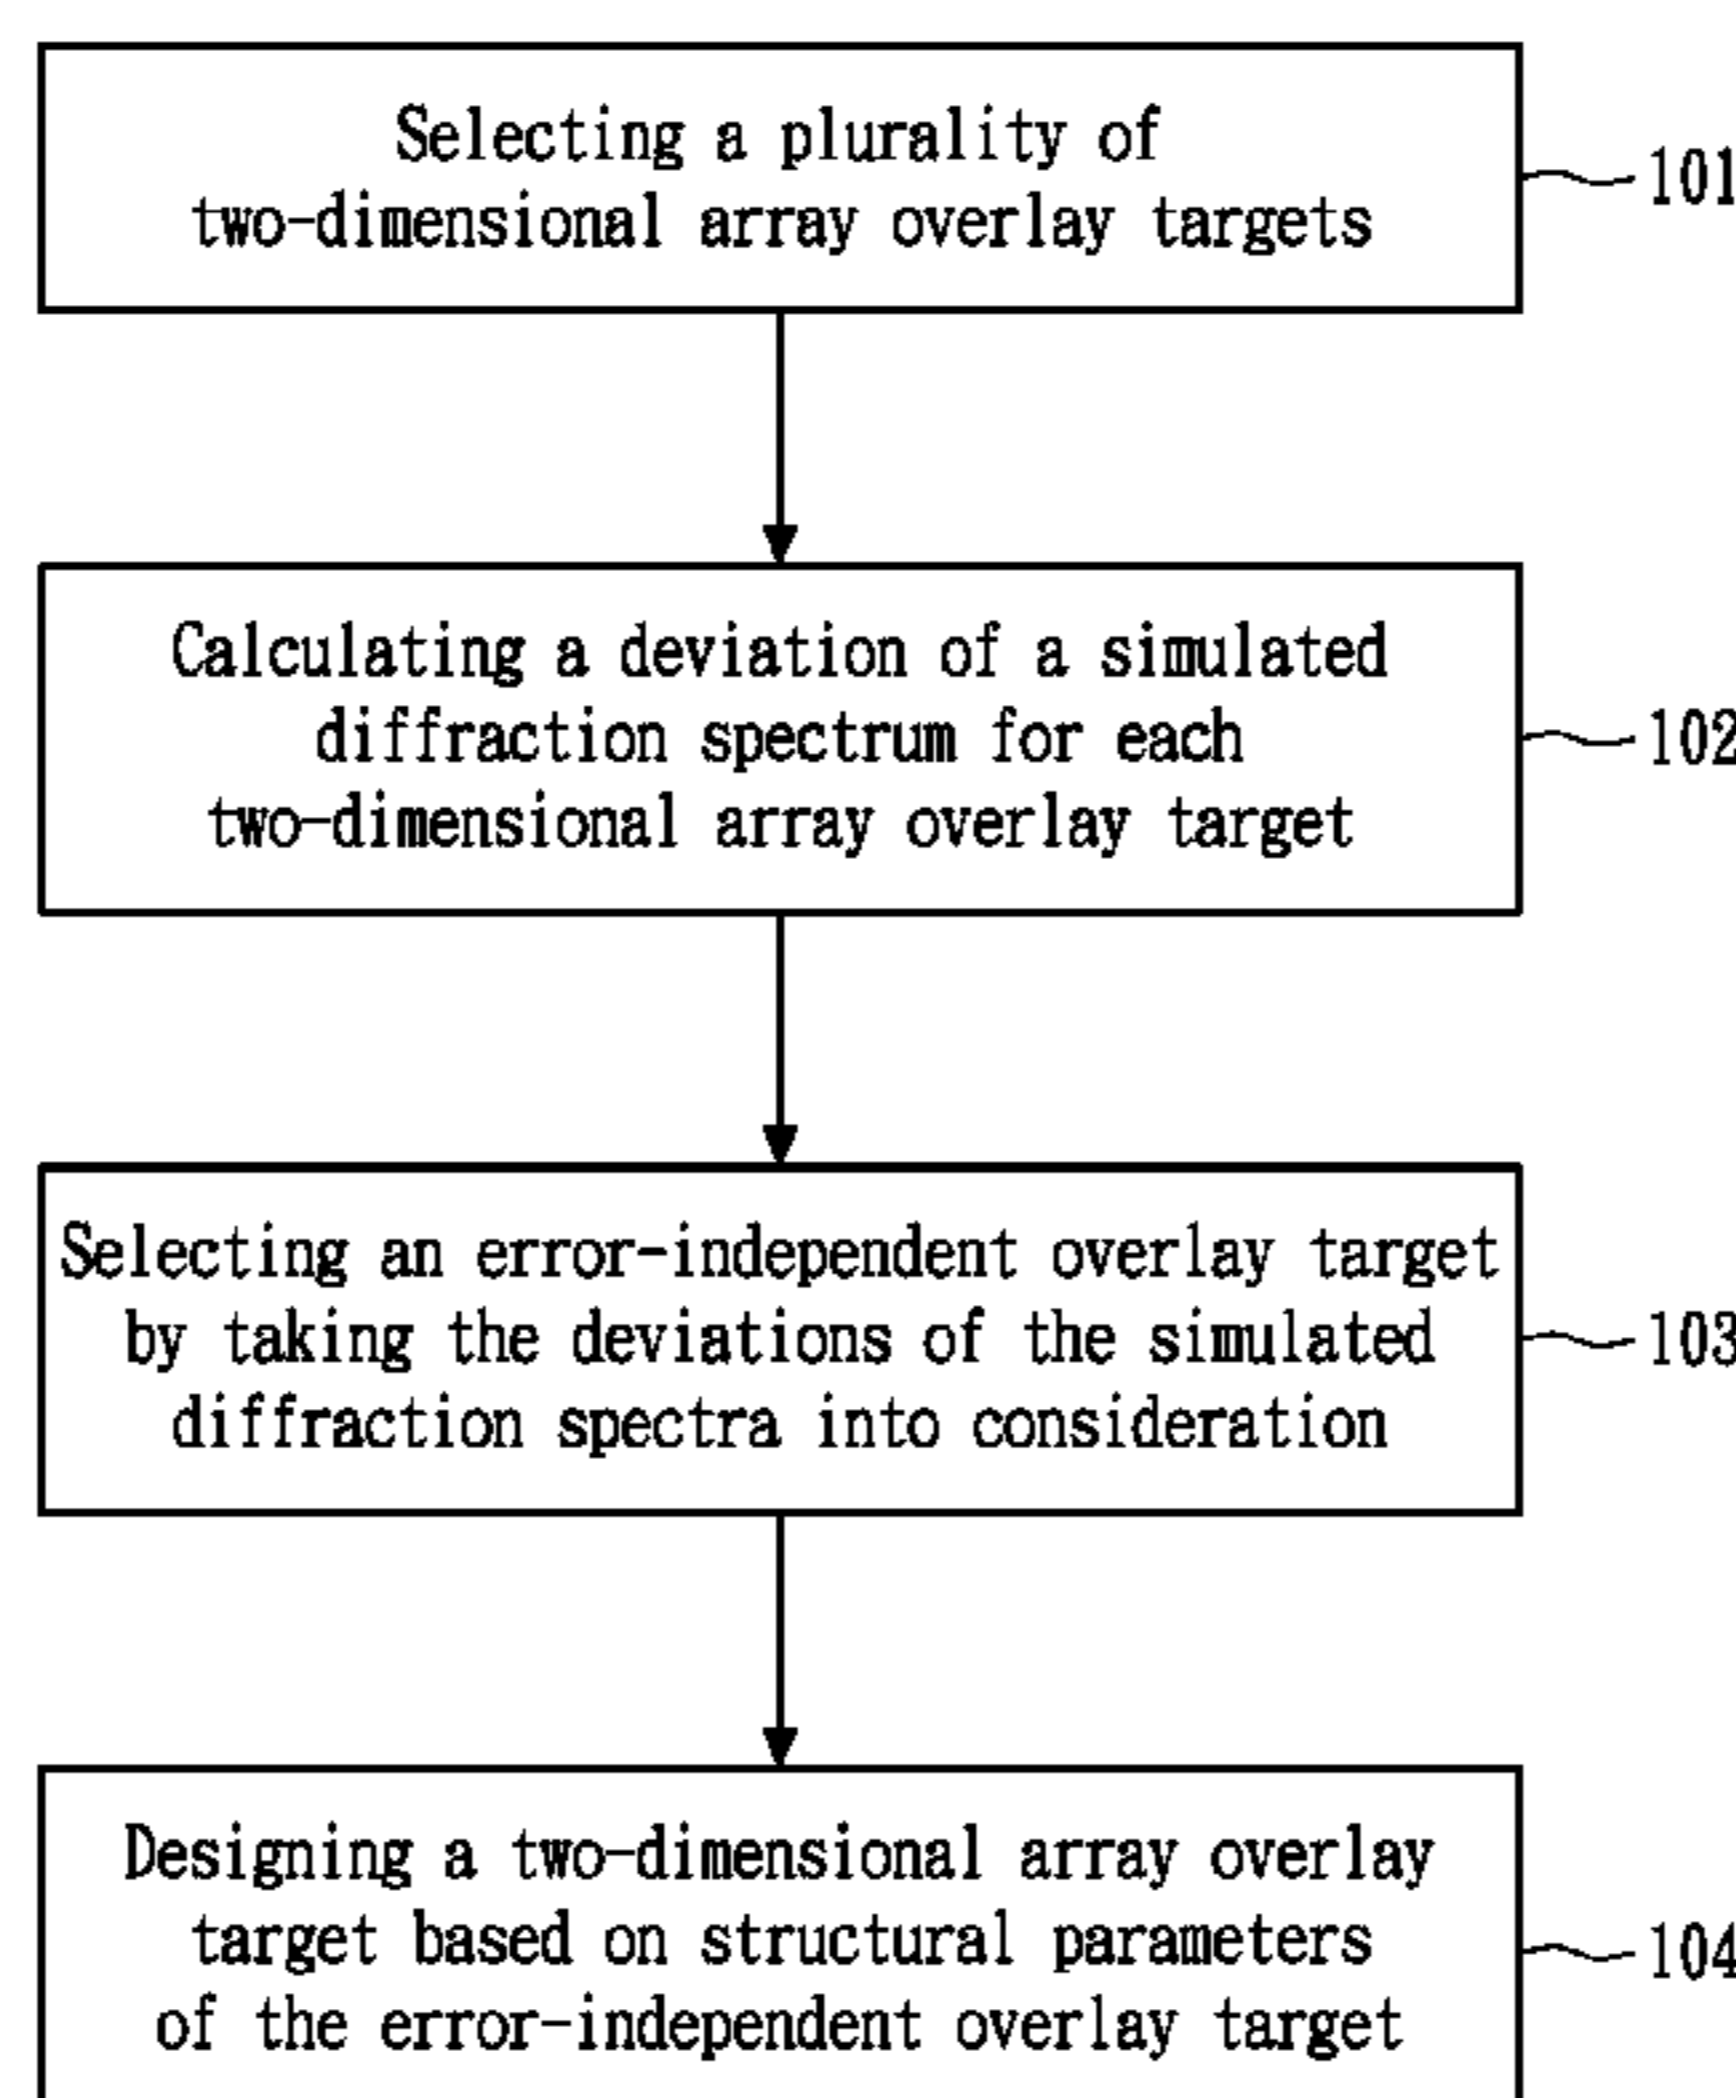 Selecting a plurality of
two-dimensional array overlay targets
101
Calculating a deviation of a simulated
diffraction spectrum for each
two-dimensional array overlay target
102
Selecting an error-independent overlay target
by taking the deviations of the simulated
diffraction spectra into consideration
103
Designing a two-dimensional array overlay
target based on structural parameters
of the error-independent overlay target
104